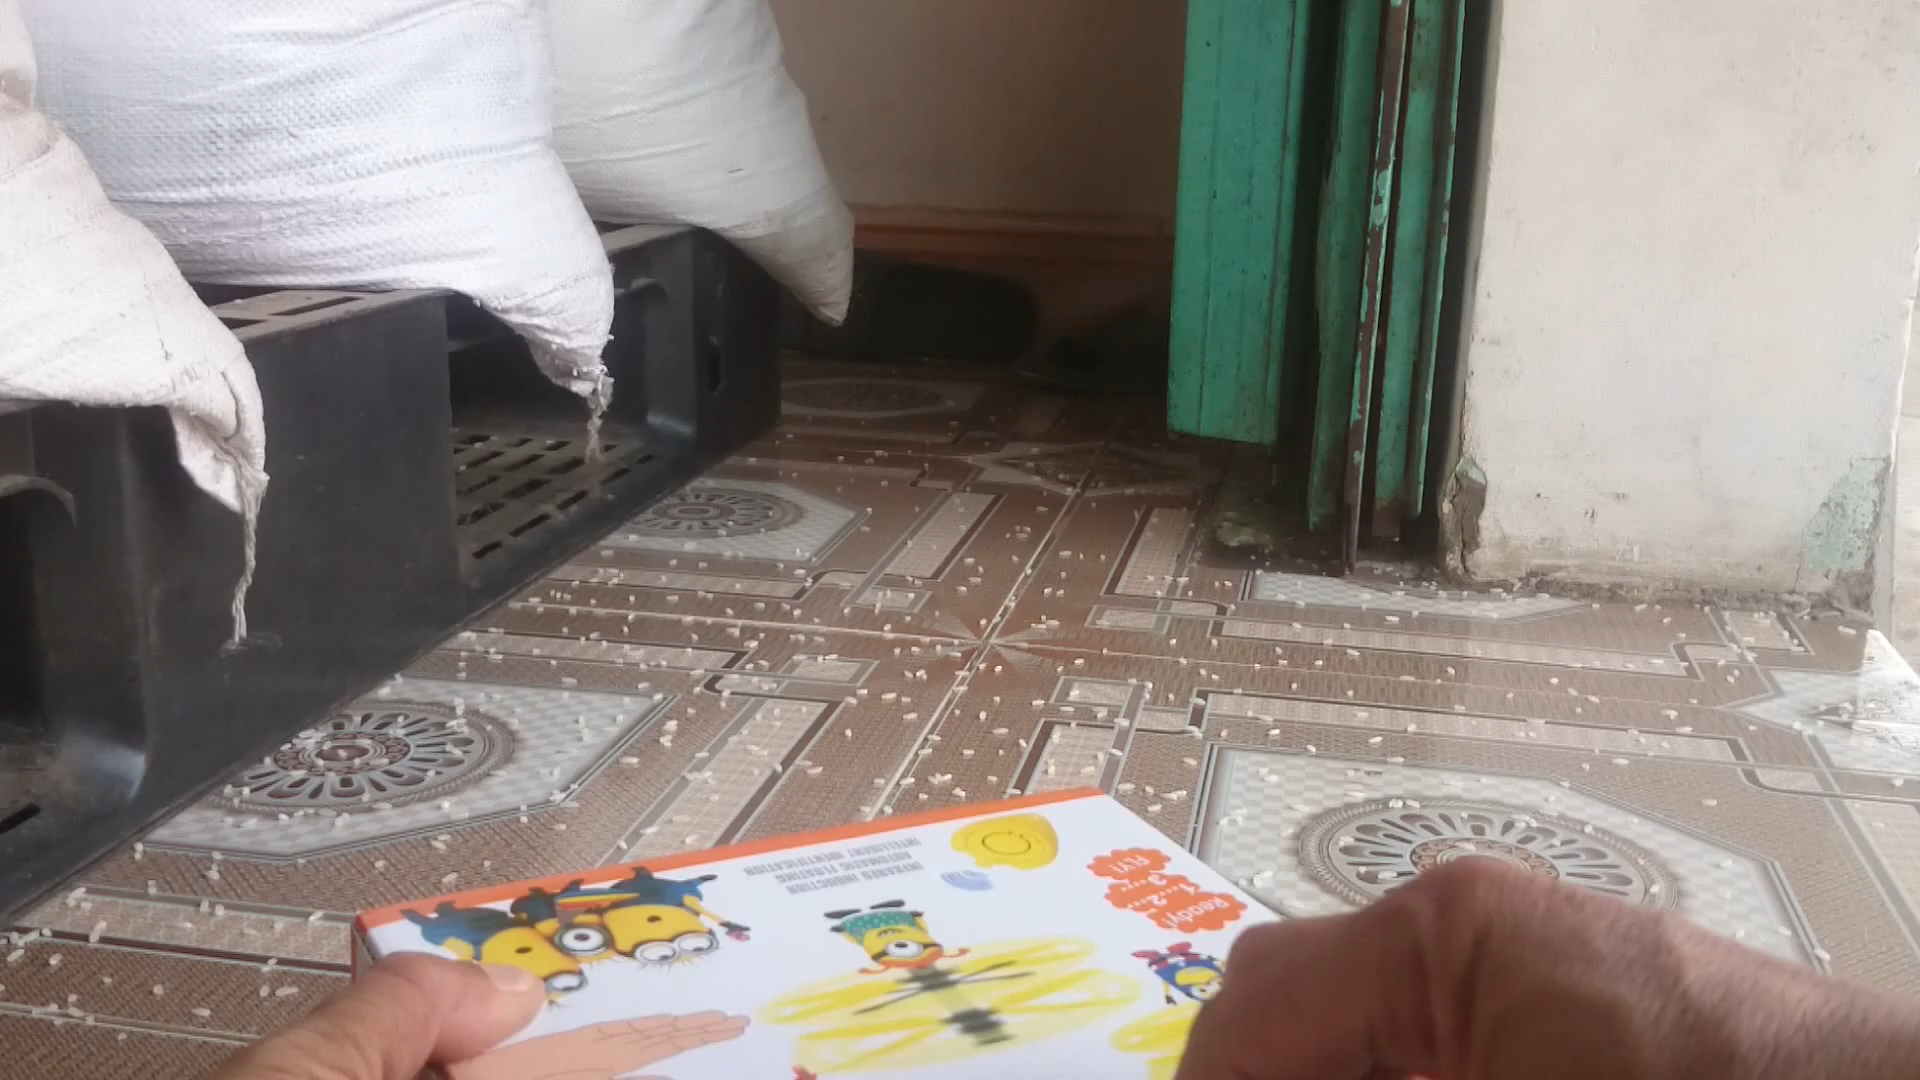 INFRARED INDUCTION
AUTOMATIC FLOATING
INTELLIGENT IDENTIFICATION
Ready!
1......2......
3......
FLY!